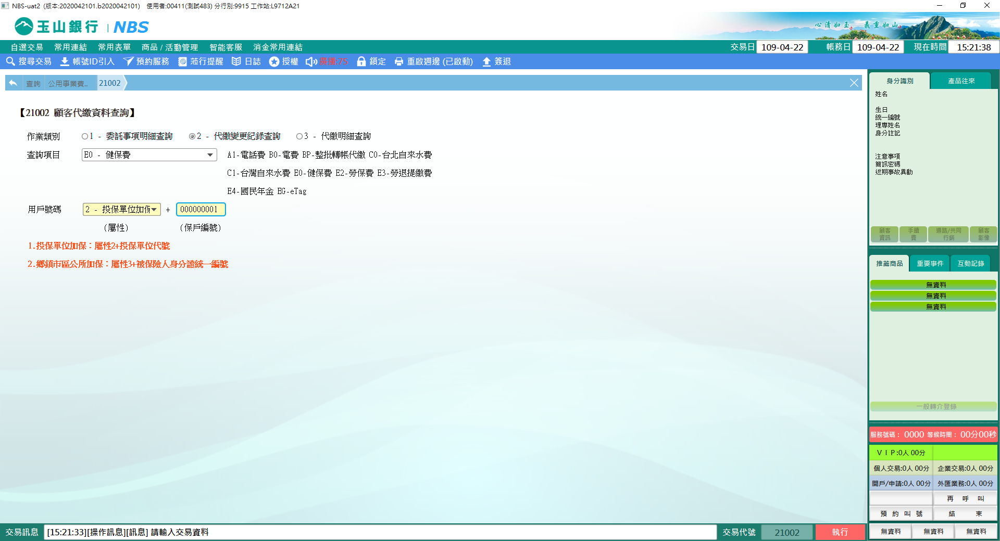 NBS-uat2 (版本:2020042101.b2020042101) 使用者:00411(測試483) 分行別:9915 工作站:L9712A21
玉山銀行 | NBS
心清如玉 義重如山
自選交易 常用連結 常用表單 商品 / 活動管理 智能客服 消金常用連結 交易日 109-04-22 帳務日 109-04-22 現在時間 15:21:38
搜尋交易 帳號ID引入 預約服務 蒞行提醒 日誌 授權 廣播:75 鎖定 重啟週邊 (已啟動) 簽退
查詢 公用事業費.. 21002
【21002 顧客代繳資料查詢】
作業類別 1 - 委託事項明細查詢 2 - 代繳變更紀錄查詢 3 - 代繳明細查詢
查詢項目 E0 - 健保費 A1-電話費 B0-電費 BP-整批轉帳代繳 C0-台北自來水費
C1-台灣自來水費 E0-健保費 E2-勞保費 E3-勞退提繳費
E4-國民年金 EG-eTag
用戶號碼 2 - 投保單位加保 + 000000001
(屬性) (保戶編號)
1.投保單位加保：屬性2+投保單位代號
2.鄉鎮市區公所加保：屬性3+被保險人身分證統一編號
身分識別 產品往來
姓名
生日
統一編號
理專姓名
身分註記
注意事項
簡訊密碼
近期事故異動
顧客資訊 手續費 通路/共同行銷 顧客影像
推薦商品 重要事件 互動記錄
無資料
無資料
無資料
一般轉介登錄
服務號碼： 0000 等候時間： 00分00秒
ＶＩＰ:0人 00分
個人交易:0人 00分 企業交易:0人 00分
開戶/申請:0人 00分 外匯業務:0人 00分
再 呼 叫
預 約 叫 號 結 束
交易訊息 [15:21:33][操作訊息][訊息] 請輸入交易資料 交易代號 21002 執行 無資料 無資料 無資料